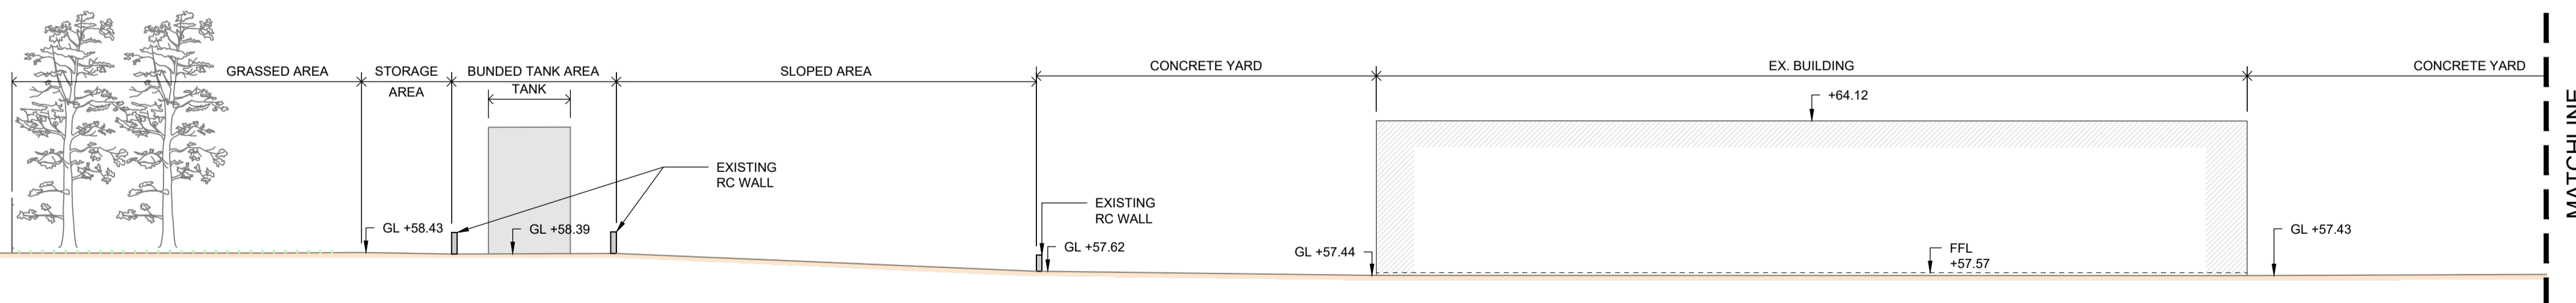 GRASSED AREA
STORAGE
AREA
BUNDED TANK AREA
TANK
SLOPED AREA
CONCRETE YARD
EX. BUILDING
CONCRETE YARD
+64.12
EXISTING
RC WALL
EXISTING
RC WALL
GL +58.43
GL +58.39
GL +57.62
GL +57.44
FFL
+57.57
GL +57.43
MATCHLINE